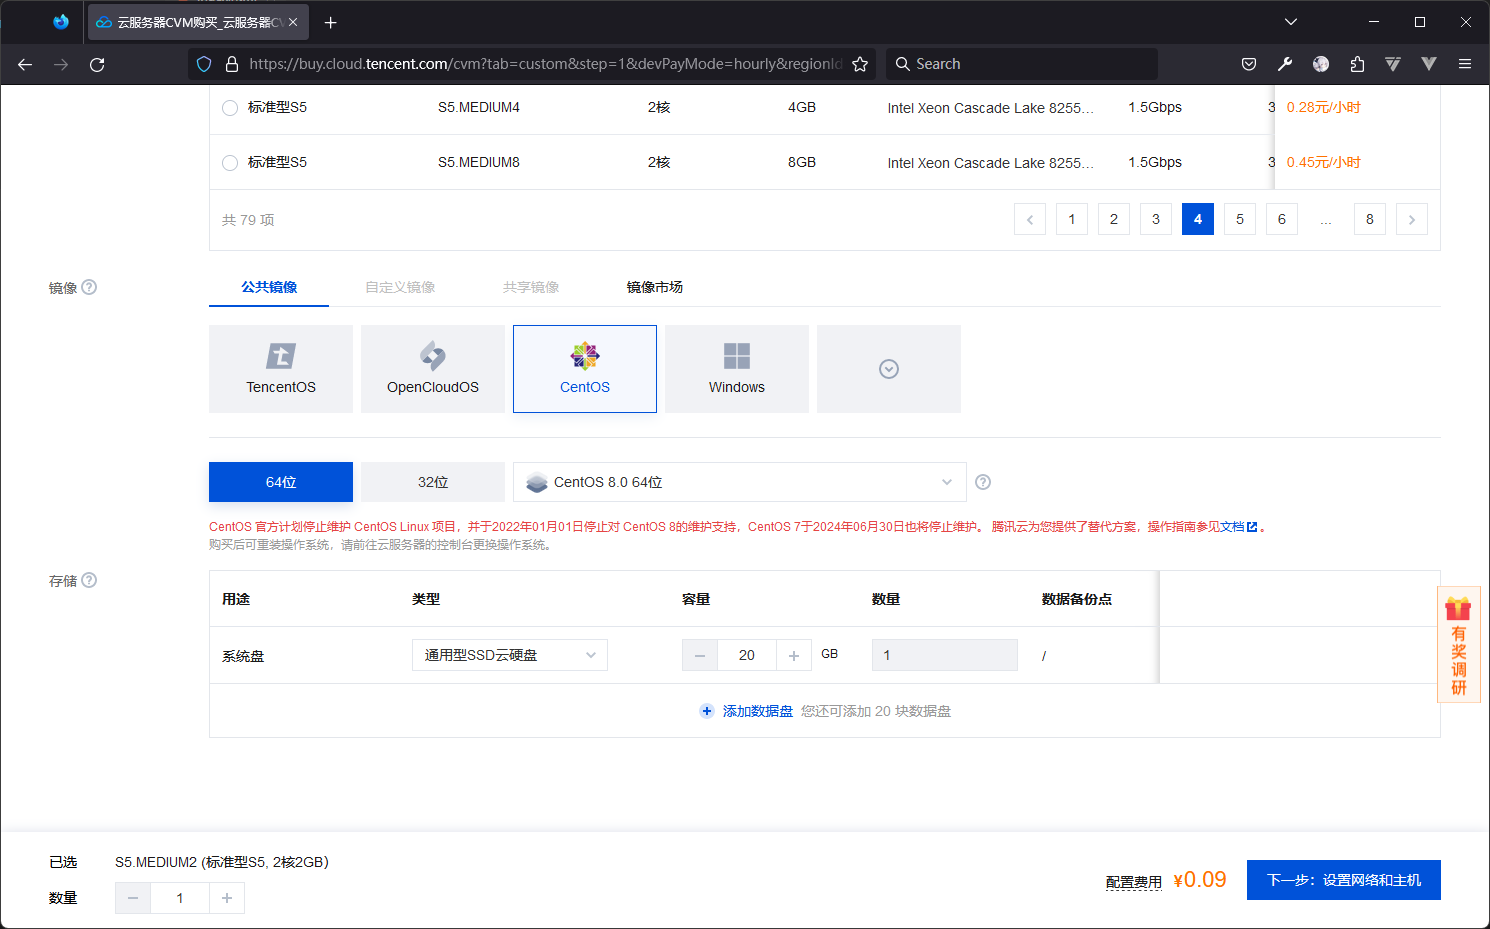 云服务器CVM购买_云服务器CV
https://buy.cloud.tencent.com/cvm?tab=custom&step=1&devPayMode=hourly&regionId
Search
标准型S5 S5.MEDIUM4 2核 4GB Intel Xeon Cascade Lake 8255... 1.5Gbps 3 0.28元/小时
标准型S5 S5.MEDIUM8 2核 8GB Intel Xeon Cascade Lake 8255... 1.5Gbps 3 0.45元/小时
共 79 项 1 2 3 4 5 6 ... 8
镜像 公共镜像 自定义镜像 共享镜像 镜像市场
TencentOS OpenCloudOS CentOS Windows
64位 32位 CentOS 8.0 64位
CentOS 官方计划停止维护 CentOS Linux 项目，并于2022年01月01日停止对 CentOS 8的维护支持，CentOS 7于2024年06月30日也将停止维护。 腾讯云为您提供了替代方案，操作指南参见文档。
购买后可重装操作系统，请前往云服务器的控制台更换操作系统。
存储
用途 类型 容量 数量 数据备份点
系统盘 通用型SSD云硬盘 20 GB 1 /
添加数据盘 您还可添加 20 块数据盘
有奖调研
已选 S5.MEDIUM2 (标准型S5, 2核2GB)
数量 1
配置费用 ¥0.09 下一步：设置网络和主机